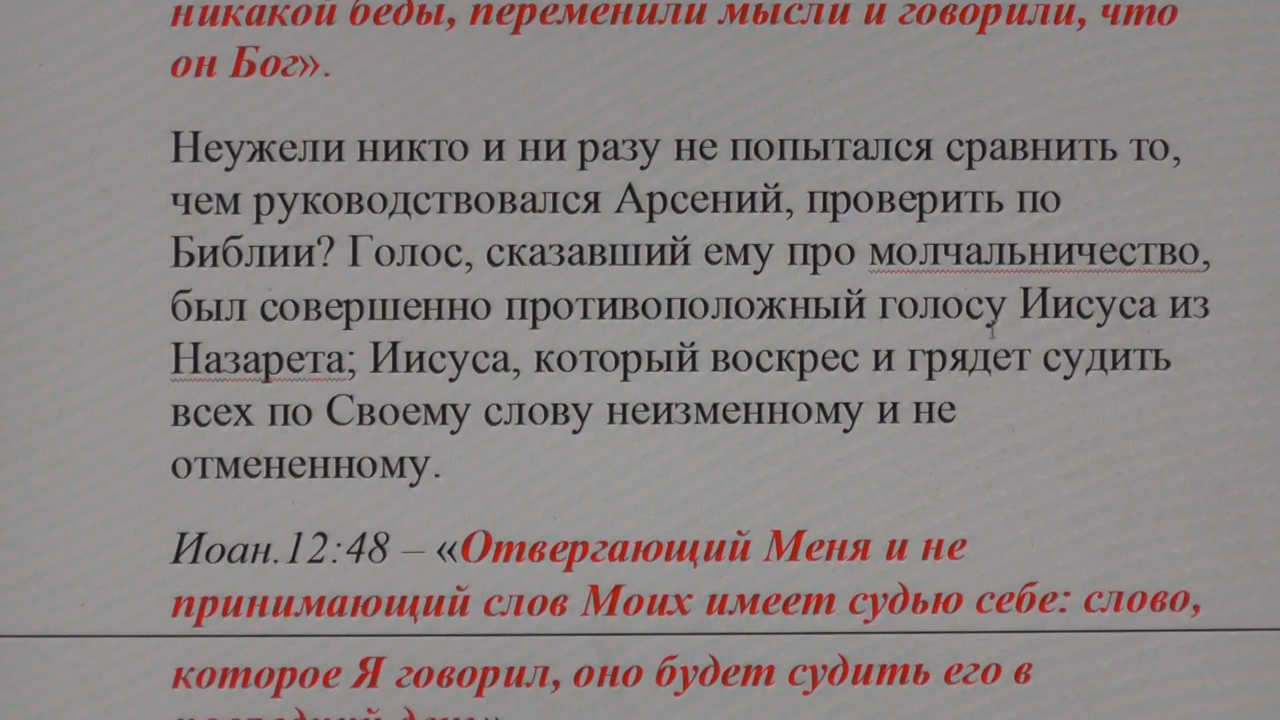 никакой беды, переменили мысли и говорили, что
он Бог».
Неужели никто и ни разу не попытался сравнить то,
чем руководствовался Арсений, проверить по
Библии? Голос, сказавший ему про молчальничество,
был совершенно противоположный голосу Иисуса из
Назарета; Иисуса, который воскрес и грядет судить
всех по Своему слову неизменному и не
отмененному.
Иоан.12:48 – «Отвергающий Меня и не
принимающий слов Моих имеет судью себе: слово,
которое Я говорил, оно будет судить его в